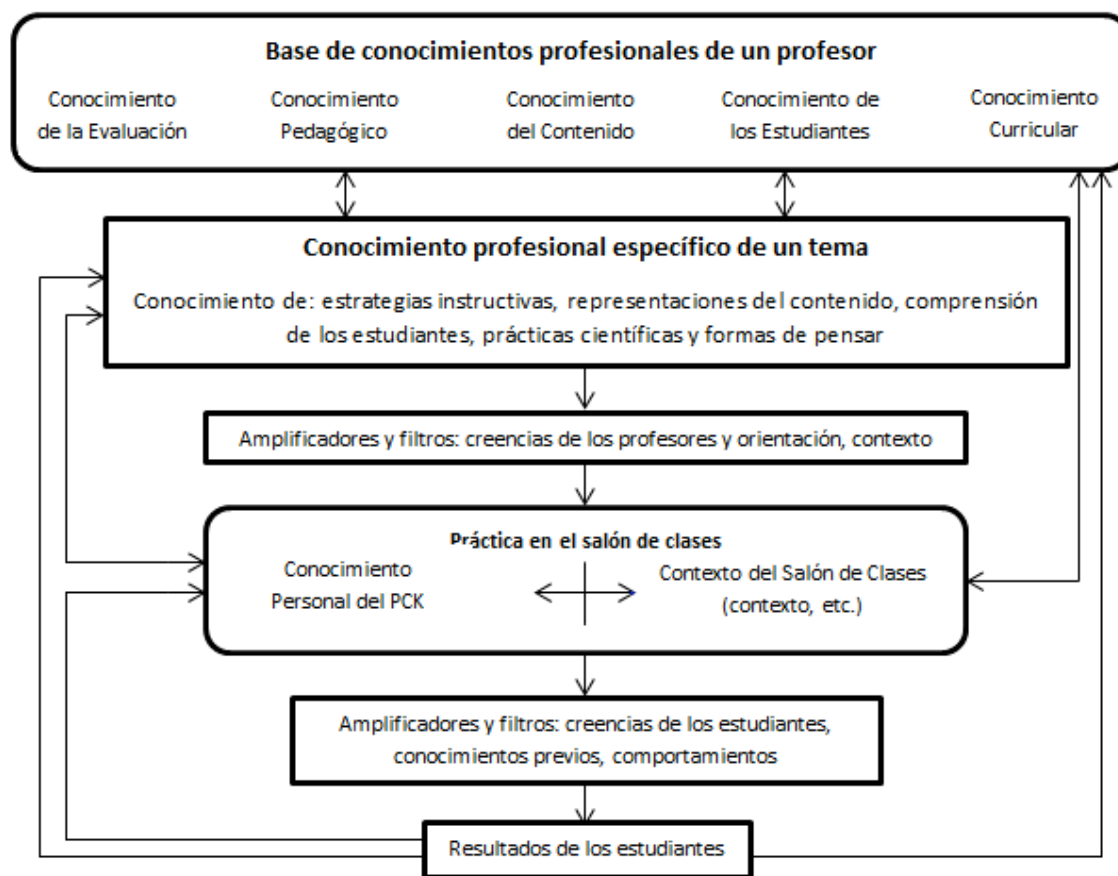 Base de conocimientos profesionales de un profesor
Conocimiento de la Evaluación
Conocimiento Pedagógico
Conocimiento del Contenido
Conocimiento de los Estudiantes
Conocimiento Curricular
Conocimiento profesional específico de un tema
Conocimiento de: estrategias instructivas, representaciones del contenido, comprensión
de los estudiantes, prácticas científicas y formas de pensar
Amplificadores y filtros: creencias de los profesores y orientación, contexto
Práctica en el salón de clases
Conocimiento
Personal del PCK
Contexto del Salón de Clases
(contexto, etc.)
Amplificadores y filtros: creencias de los estudiantes,
conocimientos previos, comportamientos
Resultados de los estudiantes